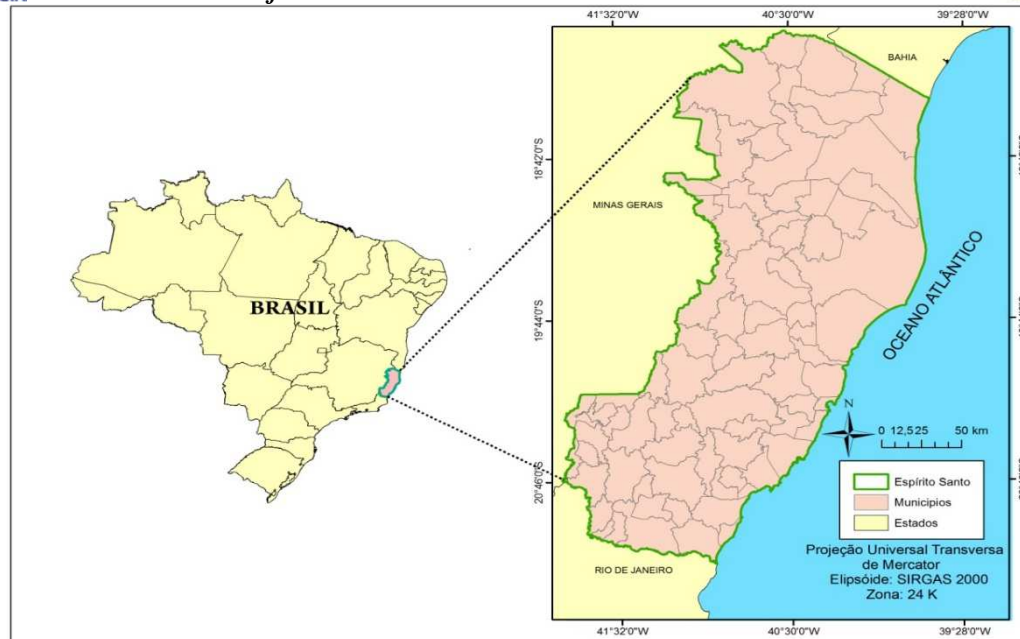 41°32'0"W 40°30'0"W 39°28'0"W
BAHIA
18°42'0"S
MINAS GERAIS
OCEANO ATLÂNTICO
BRASIL
19°44'0"S
N
0 12,525 50 km
20°46'0"S
Espírito Santo
Municipios
Estados
Projeção Universal Transversa
de Mercator
Elipsóide: SIRGAS 2000
Zona: 24 K
RIO DE JANEIRO
41°32'0"W 40°30'0"W 39°28'0"W